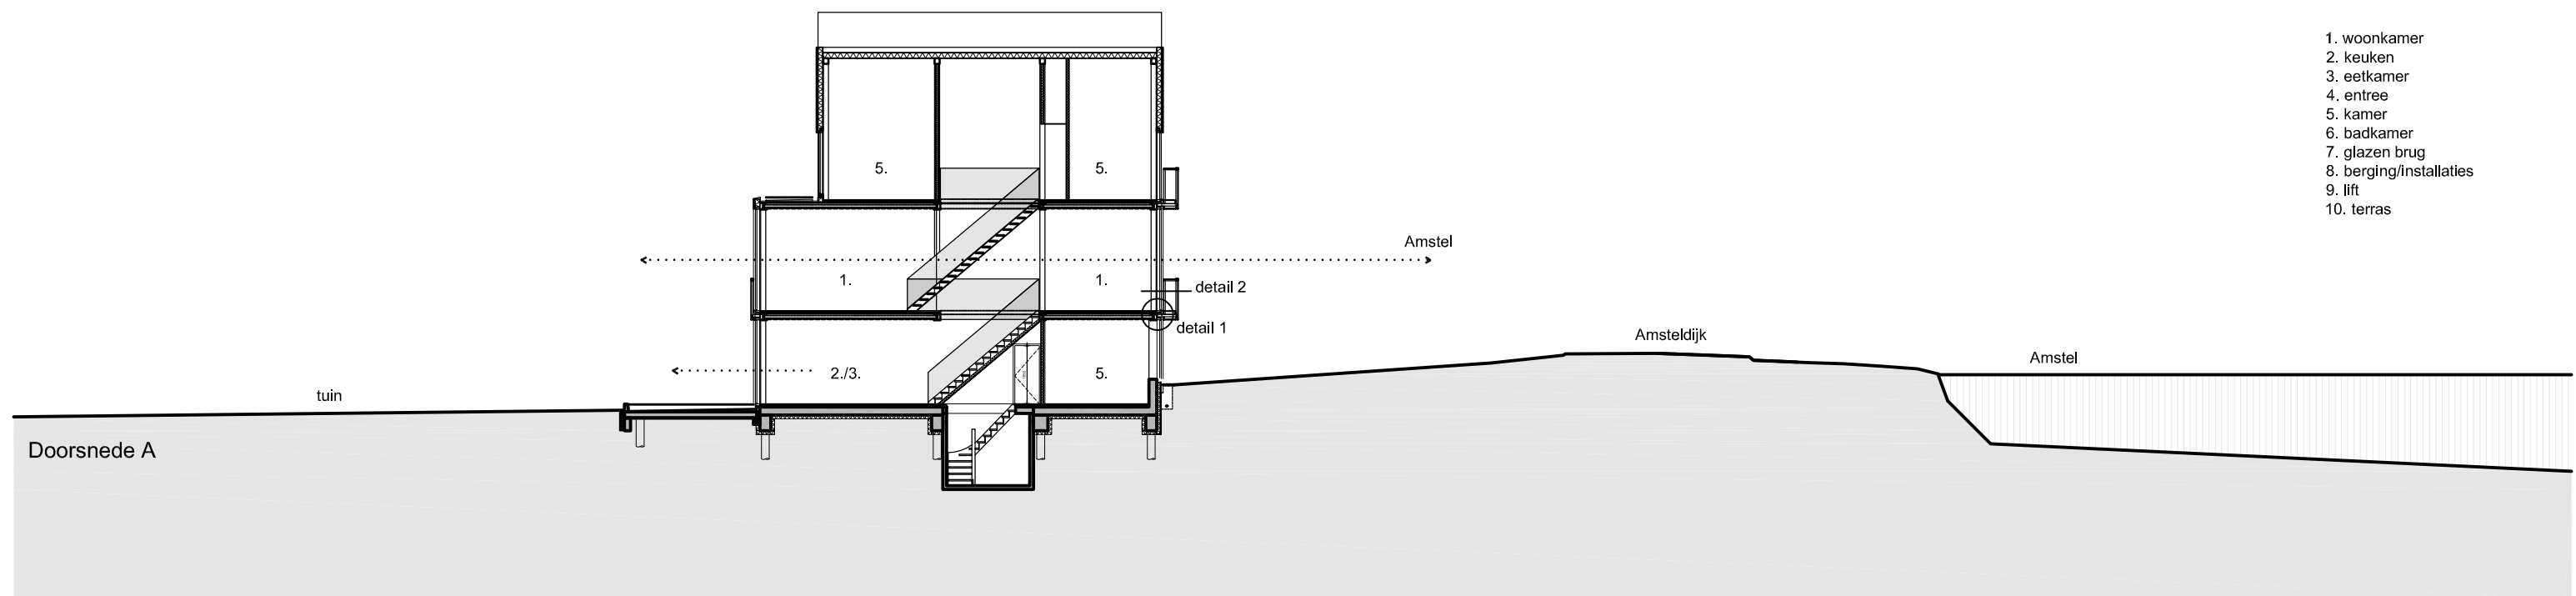 1. woonkamer
2. keuken
3. eetkamer
4. entree
5. kamer
6. badkamer
7. glazen brug
8. berging/installaties
9. lift
10. terras
5. 5.
Amstel
1. 1.
detail 2
detail 1
Amsteldijk
Amstel
2./3. 5.
tuin
Doorsnede A